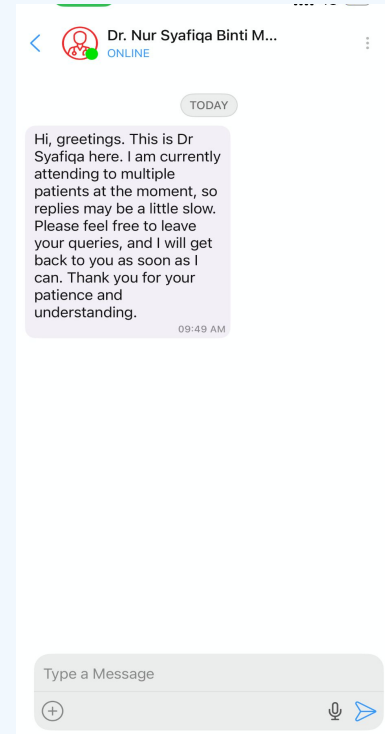 Dr. Nur Syafiqa Binti M...
ONLINE
TODAY
Hi, greetings. This is Dr
Syafiqa here. I am currently
attending to multiple
patients at the moment, so
replies may be a little slow.
Please feel free to leave
your queries, and I will get
back to you as soon as I
can. Thank you for your
patience and
understanding.
09:49 AM
Type a Message